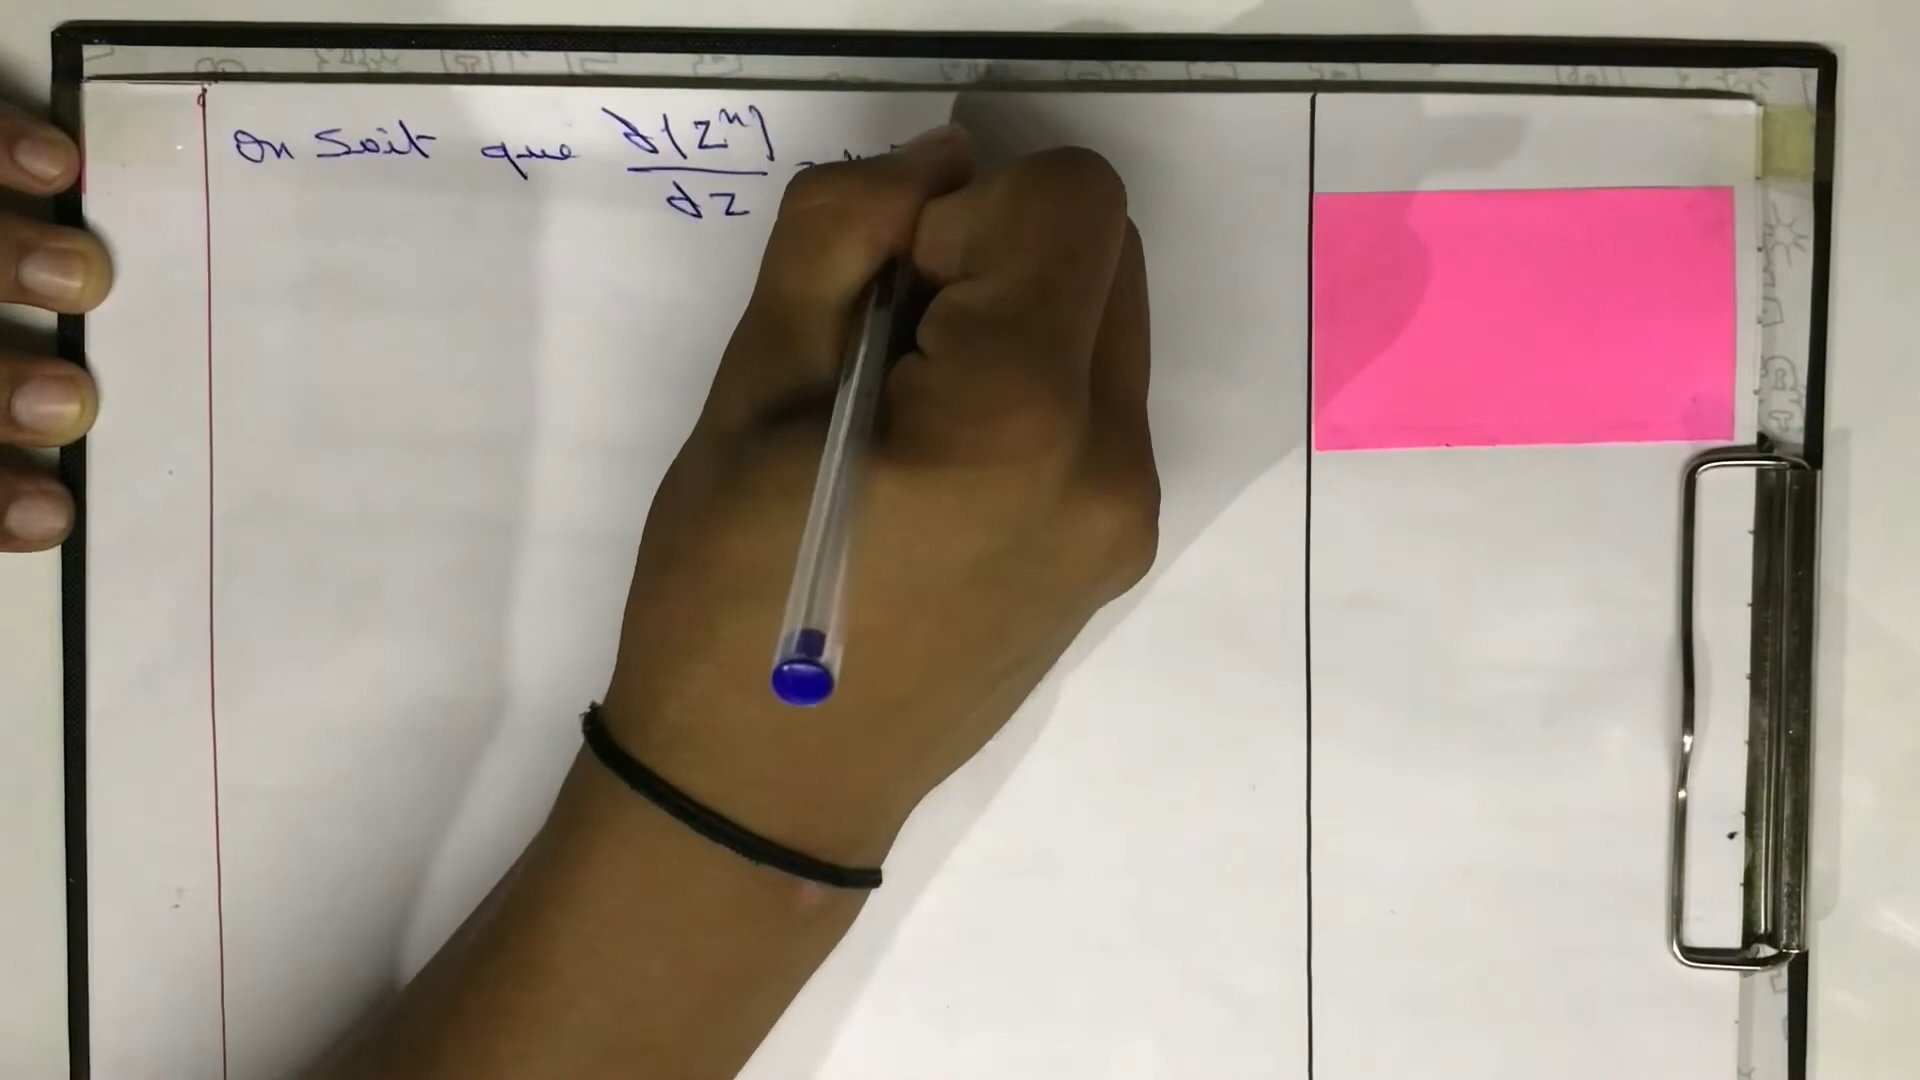 On sait que d(z^n)/dz =